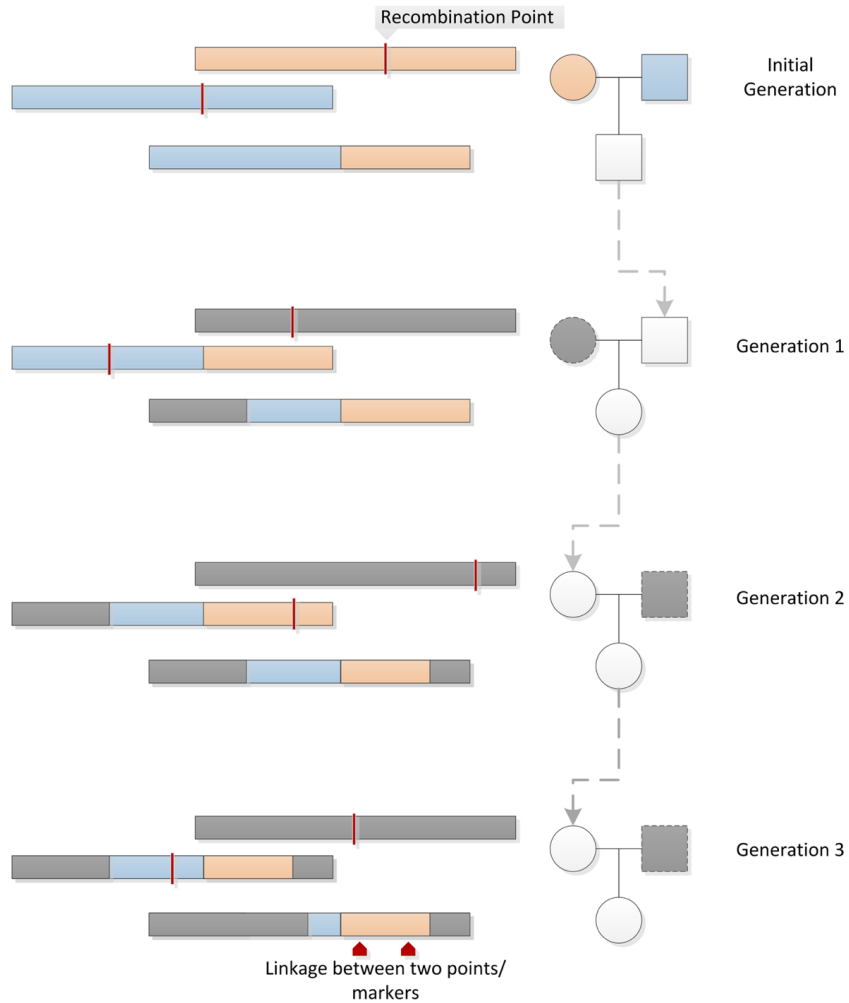 Recombination Point
Initial
Generation
Generation 1
Generation 2
Generation 3
Linkage between two points/
markers